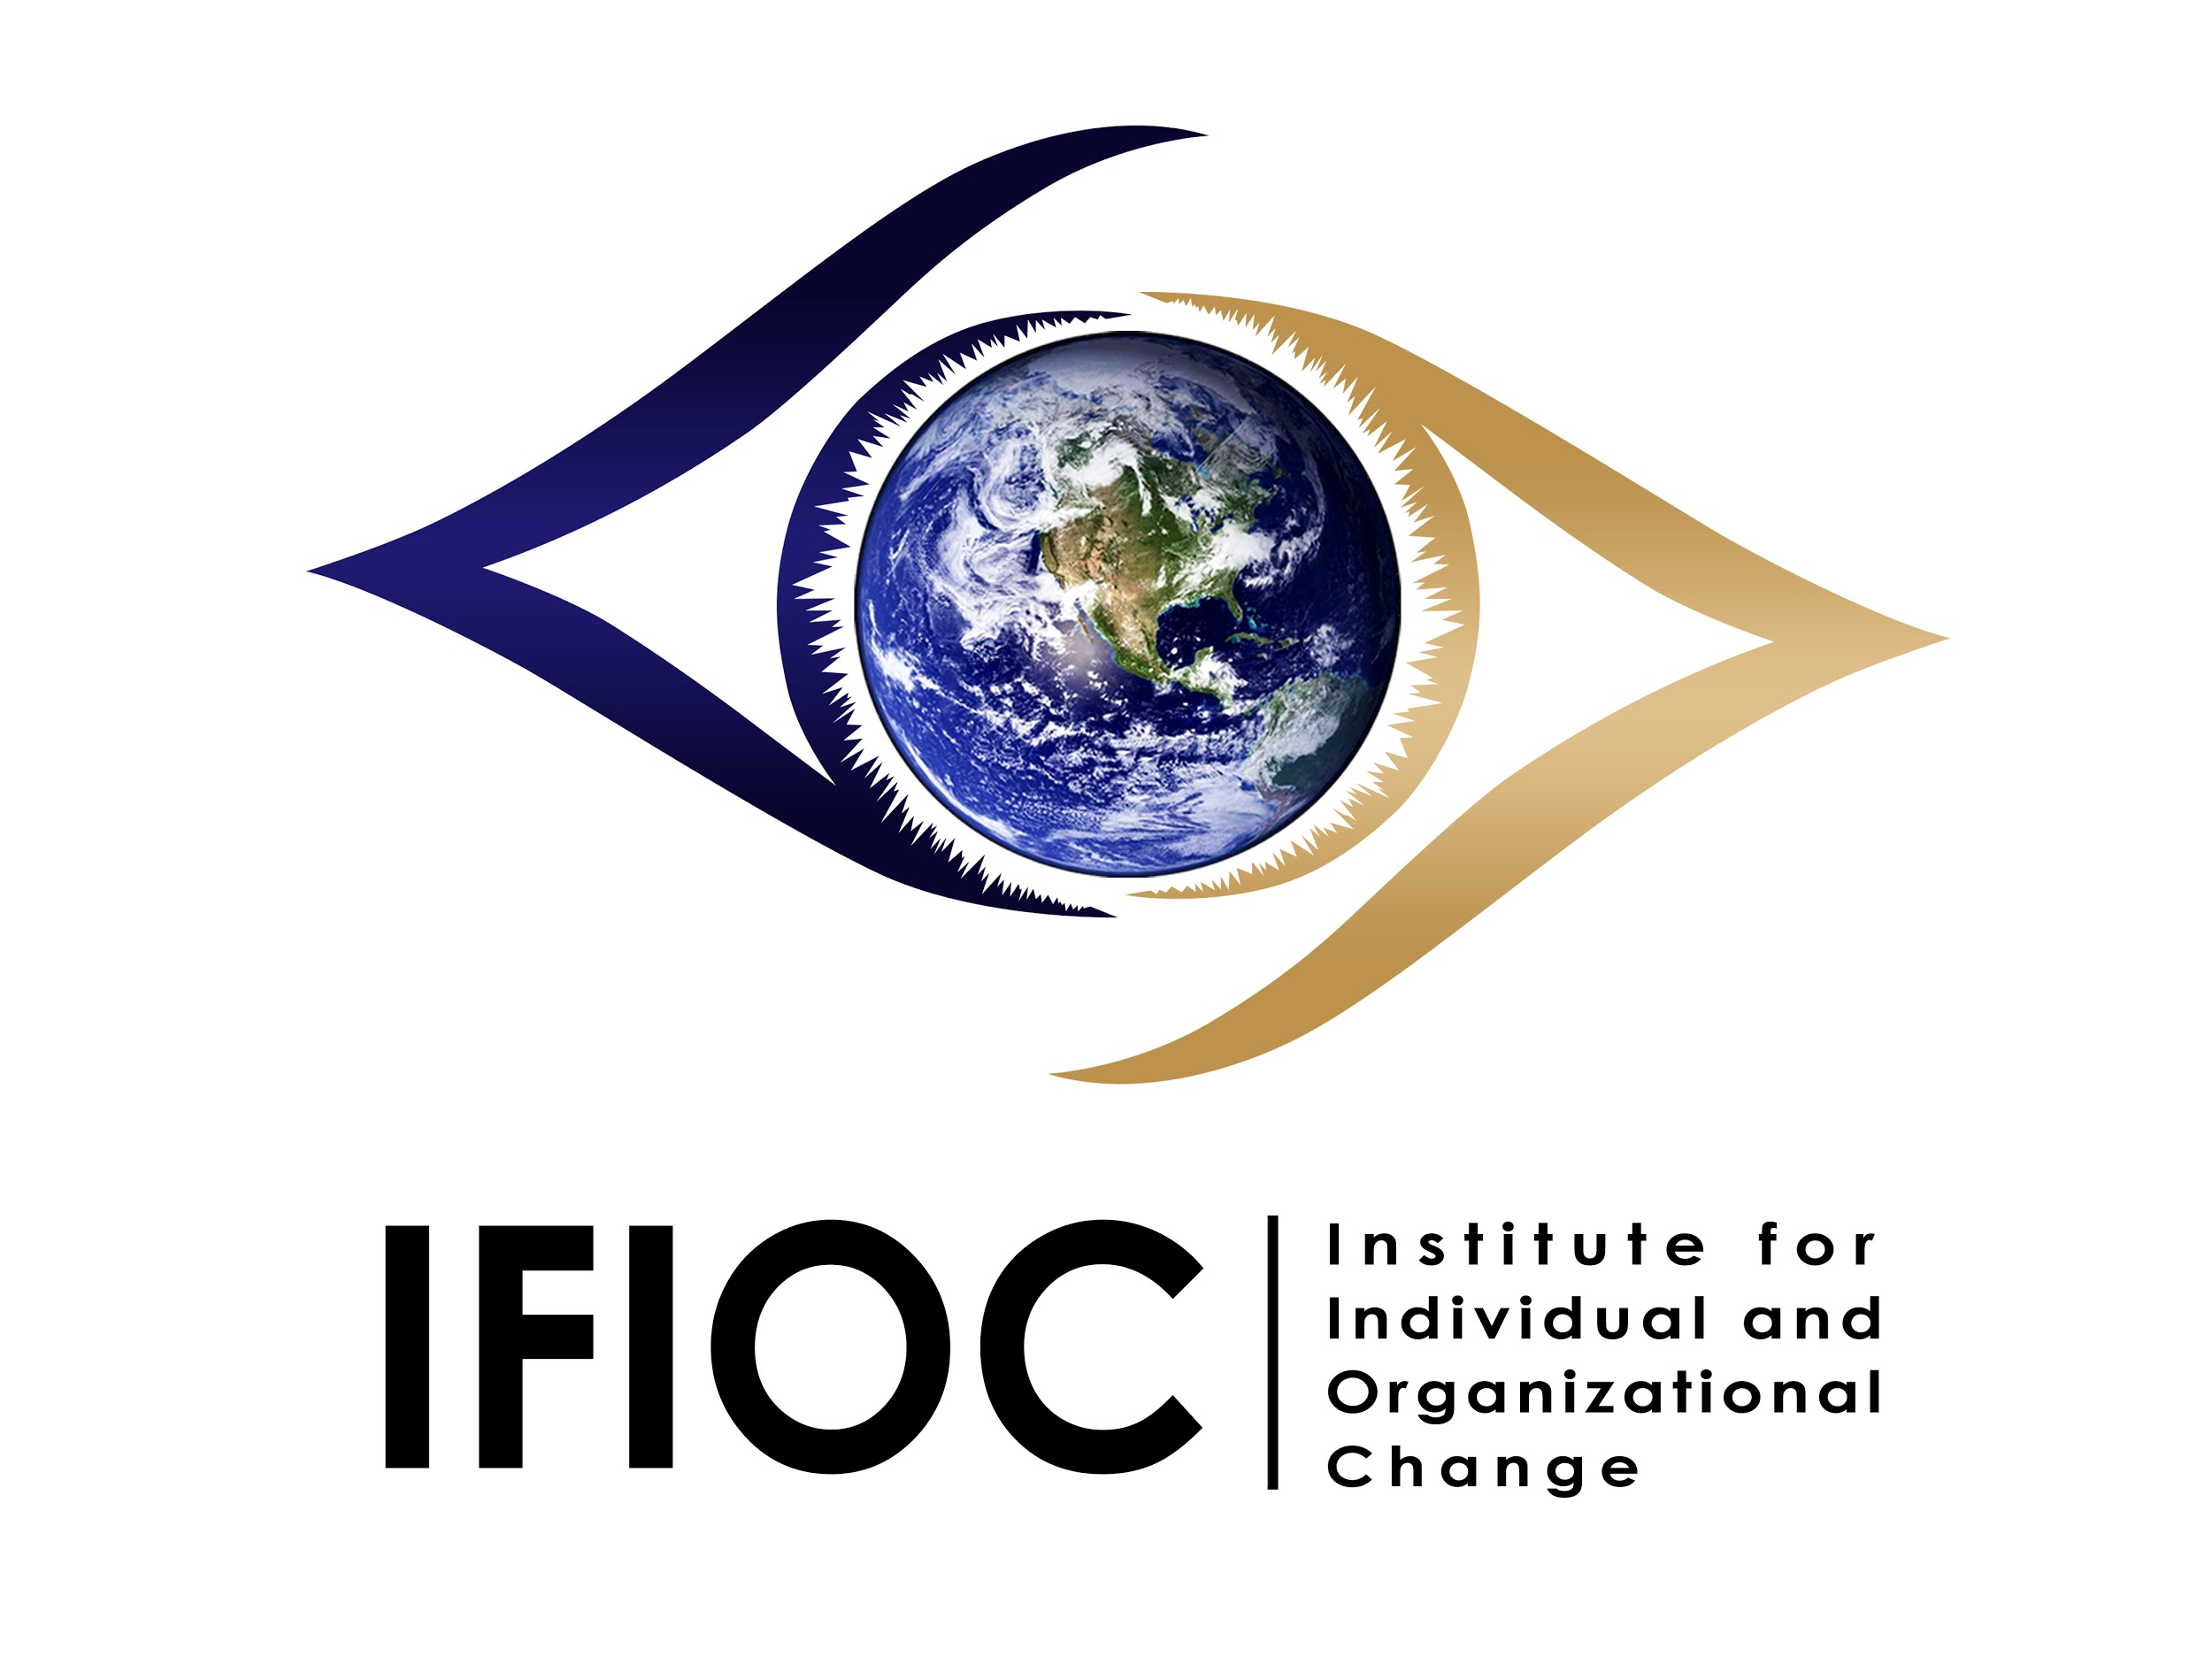 IFIOC
Institute for
Individual and
Organizational
Change